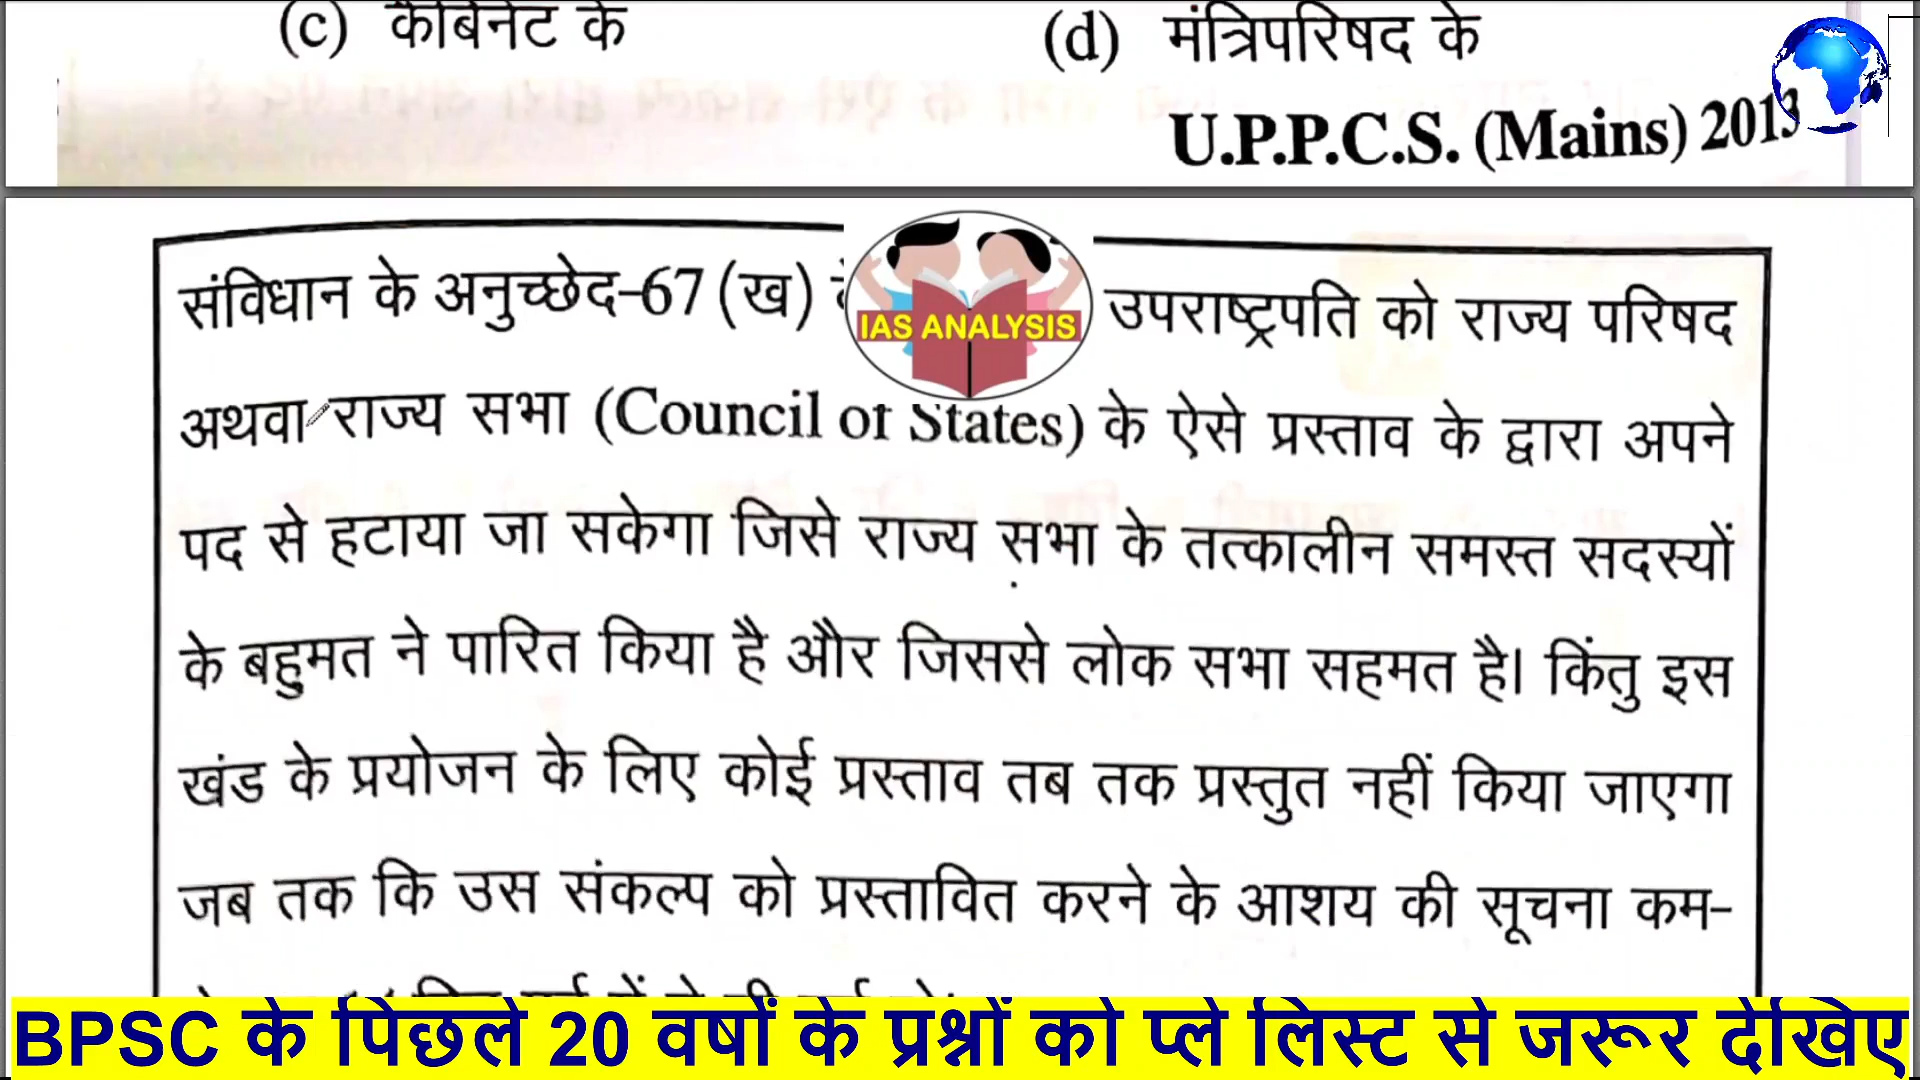 (c) कैबिनेट के (d) मंत्रिपरिषद के
U.P.P.C.S. (Mains) 2013
संविधान के अनुच्छेद-67 (ख) उपराष्ट्रपति को राज्य परिषद
IAS ANALYSIS
अथवा राज्य सभा (Council of States) के ऐसे प्रस्ताव के द्वारा अपने
पद से हटाया जा सकेगा जिसे राज्य सभा के तत्कालीन समस्त सदस्यों
के बहुमत ने पारित किया है और जिससे लोक सभा सहमत है। किंतु इस
खंड के प्रयोजन के लिए कोई प्रस्ताव तब तक प्रस्तुत नहीं किया जाएगा
जब तक कि उस संकल्प को प्रस्तावित करने के आशय की सूचना कम-
BPSC के पिछले 20 वर्षों के प्रश्नों को प्ले लिस्ट से जरूर देखिए